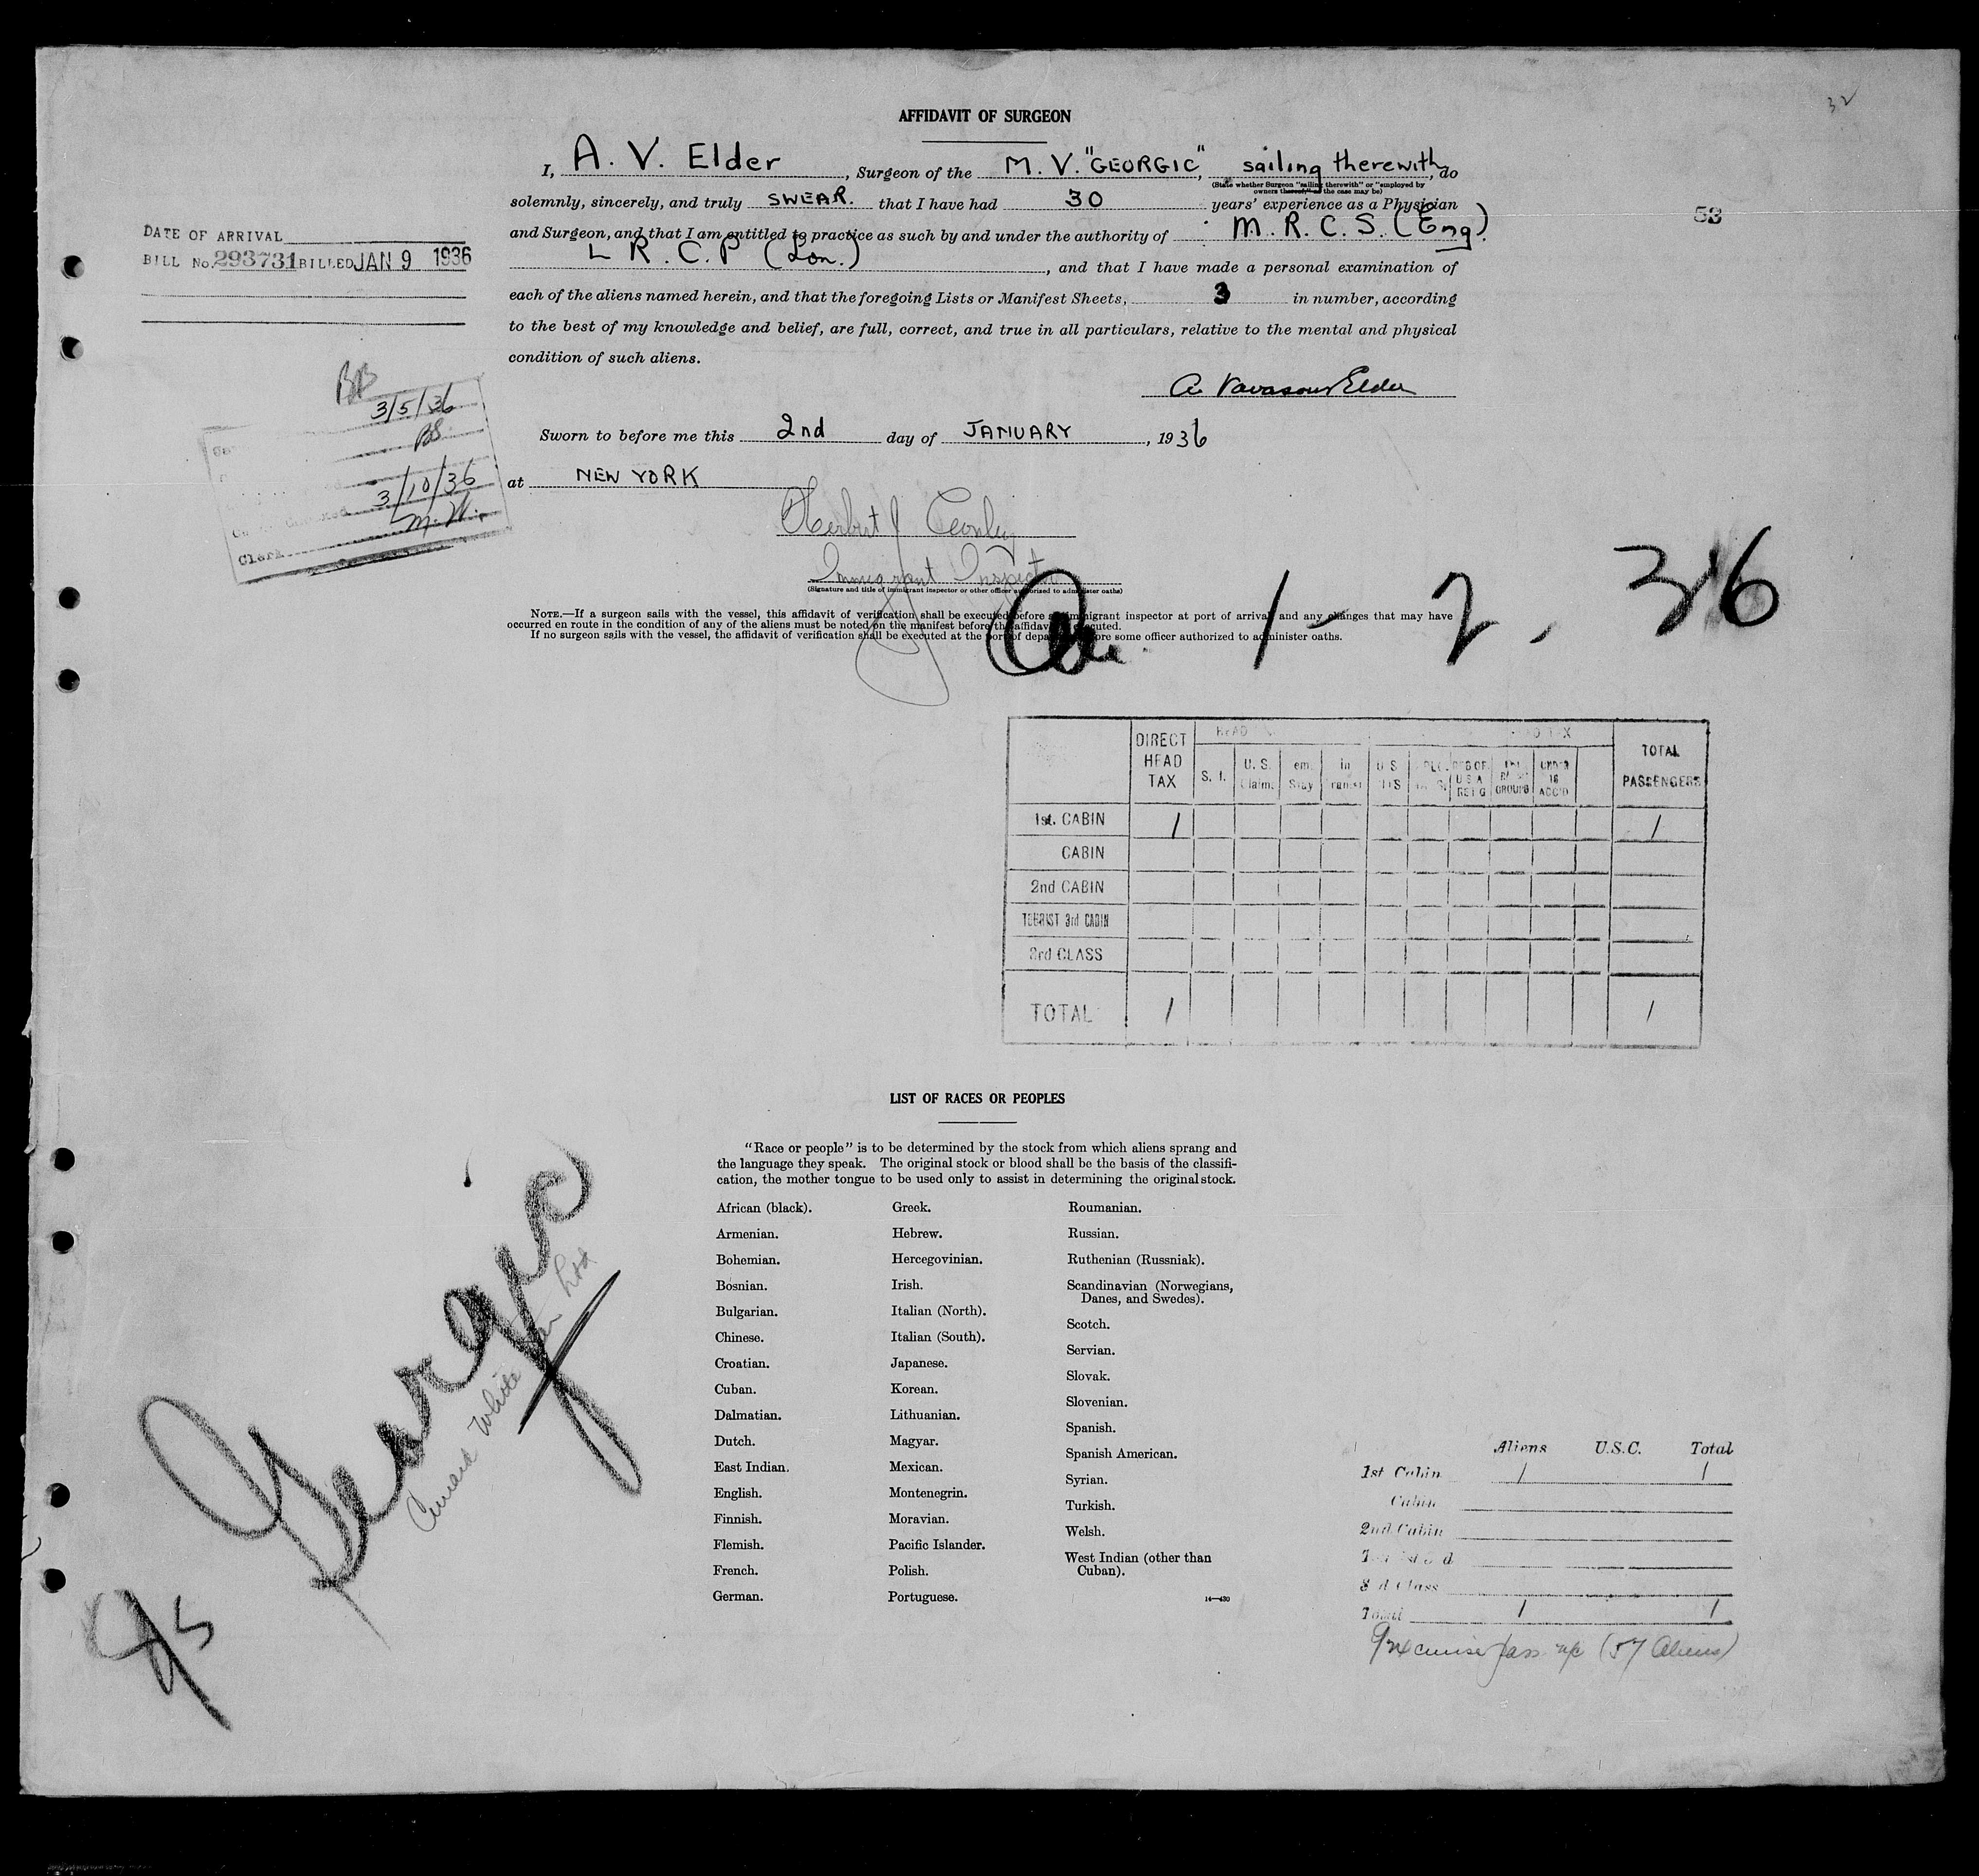 32
AFFIDAVIT OF SURGEON
I, A. V. Elder, Surgeon of the M. V. "GEORGIC", sailing therewith, do
(State whether Surgeon "sailing therewith" or "employed by
owners thereof," as the case may be)
solemnly, sincerely, and truly SWEAR. that I have had 30 years' experience as a Physician
and Surgeon, and that I am entitled to practice as such by and under the authority of M. R. C. S. (Eng).
L R. C. P (Lon.), and that I have made a personal examination of
each of the aliens named herein, and that the foregoing Lists or Manifest Sheets, 3 in number, according
to the best of my knowledge and belief, are full, correct, and true in all particulars, relative to the mental and physical
condition of such aliens.
53
DATE OF ARRIVAL
BILL No. 293731 BILLED JAN 9 1936
A Vavasour Elder
Sworn to before me this 2nd day of JANUARY, 1936
at NEW YORK
3/5/36
3/10/36
M. W.
Clerk
Herbert J
Immigrant Inspector
(Signature and title of immigrant inspector or other officer authorized to administer oaths)
NOTE.—If a surgeon sails with the vessel, this affidavit of verification shall be executed before an immigrant inspector at port of arrival and any changes that may have
occurred en route in the condition of any of the aliens must be noted on the manifest before the affidavit is executed.
If no surgeon sails with the vessel, the affidavit of verification shall be executed at the port of departure before some officer authorized to administer oaths.
1 - 2, 36
DIRECT HEAD TAX
HEAD
TAX
TOTAL PASSENGERS
S. I. U. S. Claims in Transit U S
1st. CABIN 1 1
CABIN
2nd CABIN
TOURIST 3rd CABIN
3rd CLASS
TOTAL 1 1
LIST OF RACES OR PEOPLES
"Race or people" is to be determined by the stock from which aliens sprang and
the language they speak. The original stock or blood shall be the basis of the classifi-
cation, the mother tongue to be used only to assist in determining the original stock.
African (black).
Armenian.
Bohemian.
Bosnian.
Bulgarian.
Chinese.
Croatian.
Cuban.
Dalmatian.
Dutch.
East Indian.
English.
Finnish.
Flemish.
French.
German.
Greek.
Hebrew.
Hercegovinian.
Irish.
Italian (North).
Italian (South).
Japanese.
Korean.
Lithuanian.
Magyar.
Mexican.
Montenegrin.
Moravian.
Pacific Islander.
Polish.
Portuguese.
Roumanian.
Russian.
Ruthenian (Russniak).
Scandinavian (Norwegians,
Danes, and Swedes).
Scotch.
Servian.
Slovak.
Slovenian.
Spanish.
Spanish American.
Syrian.
Turkish.
Welsh.
West Indian (other than
Cuban).
14—430
Georgic
Cunard White Star Ltd
Aliens U.S.C. Total
1st Cabin 1 1
Cabin
2nd Cabin
3rd Class
Total 1 1
cruise pass (57 Aliens)